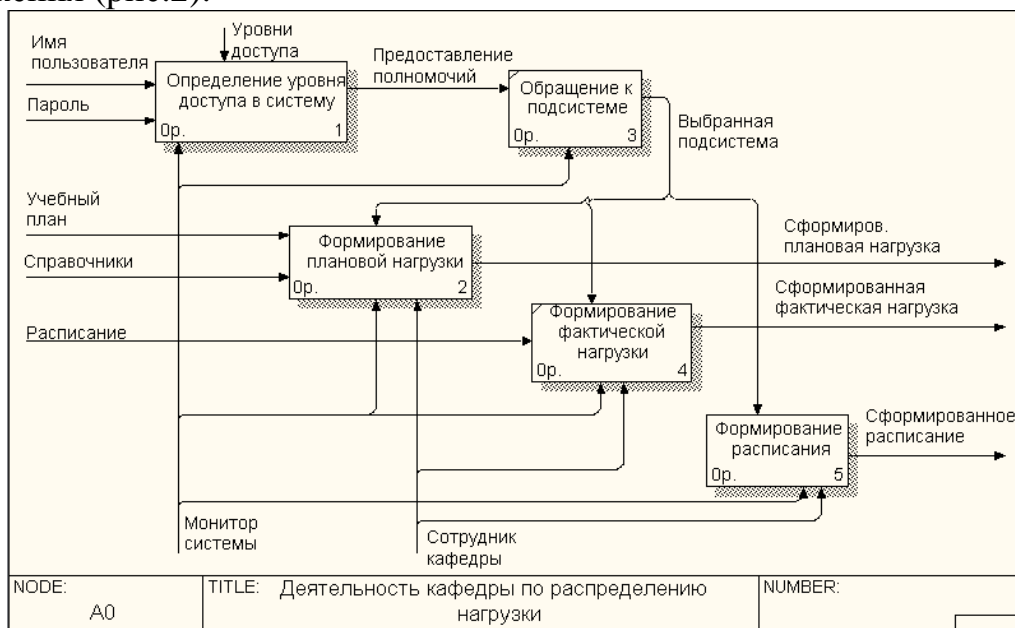 жения (рис.2).
Уровни
доступа
Имя
пользователя
Пароль
Определение уровня
доступа в систему
0р.
1
Предоставление
полномочий
Обращение к
подсистеме
0р.
3
Выбранная
подсистема
Учебный
план
Справочники
Формирование
плановой нагрузки
0р.
2
Сформиров.
плановая нагрузка
Расписание
Формирование
фактической
нагрузки
0р.
4
Сформированная
фактическая нагрузка
Формирование
расписания
0р.
5
Сформированное
расписание
Монитор
системы
Сотрудник
кафедры
NODE:
A0
TITLE: Деятельность кафедры по распределению
нагрузки
NUMBER: